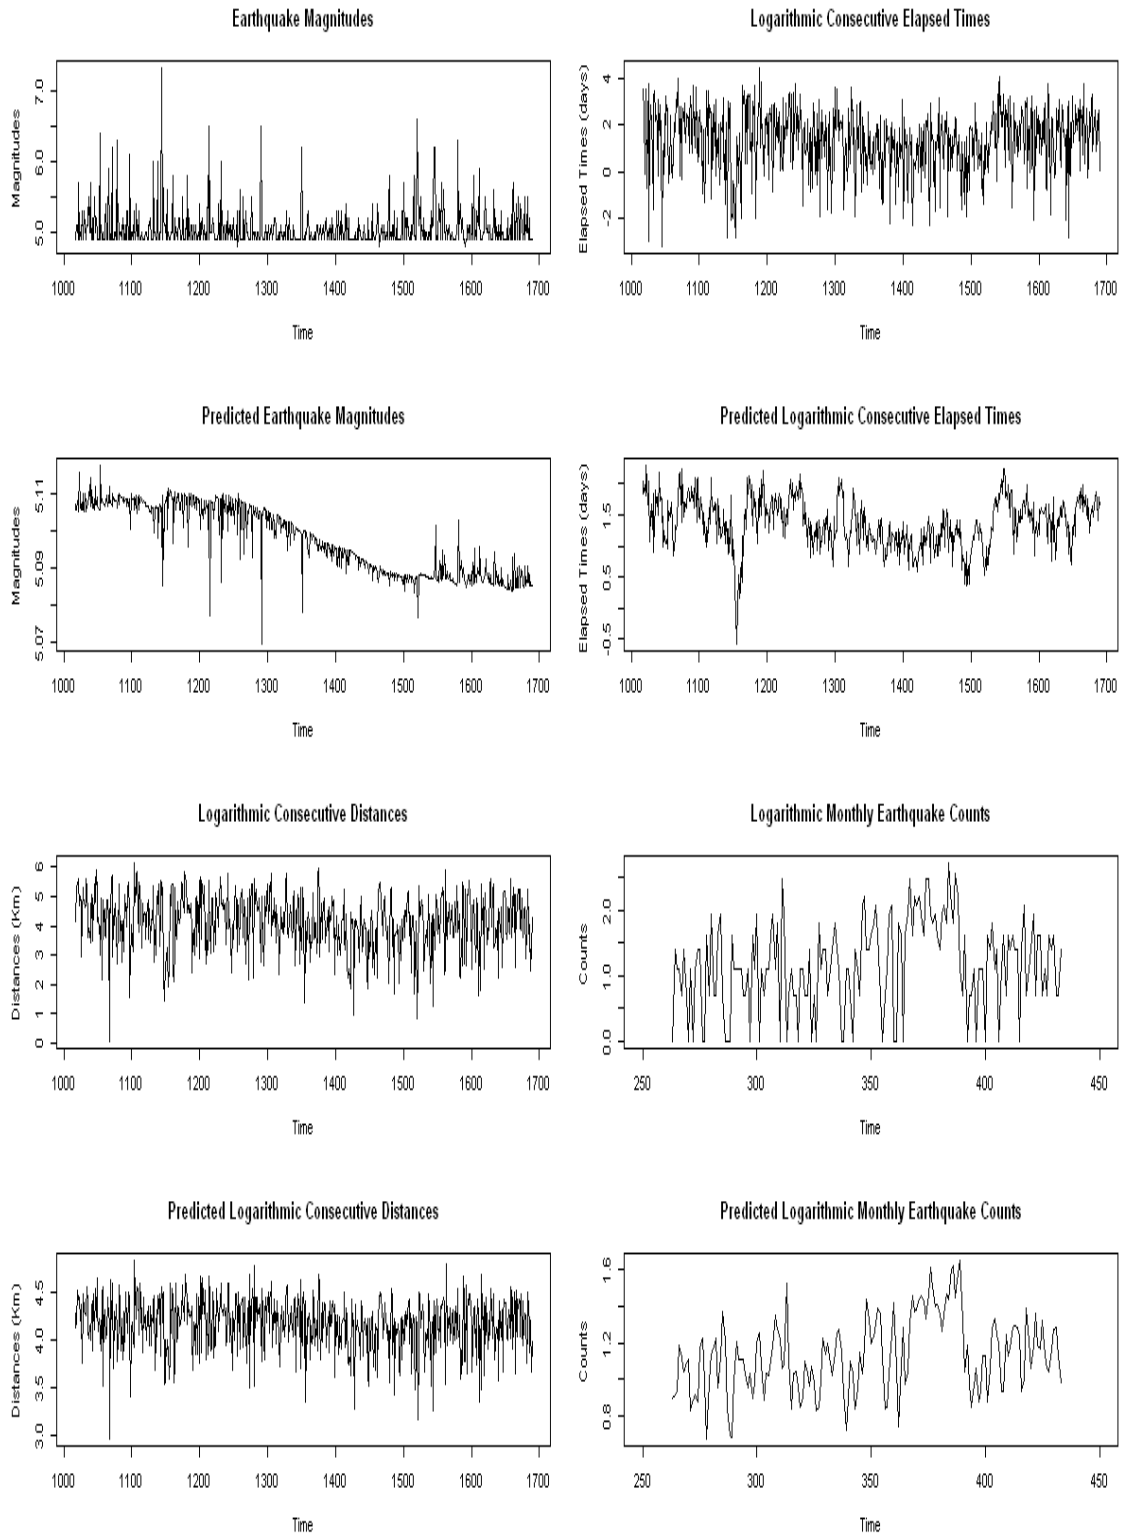 Earthquake Magnitudes
Magnitudes
5.0 6.0 7.0
1000 1100 1200 1300 1400 1500 1600 1700
Time
Logarithmic Consecutive Elapsed Times
Elapsed Times (days)
-2 0 2 4
1000 1100 1200 1300 1400 1500 1600 1700
Time
Predicted Earthquake Magnitudes
Magnitudes
5.07 5.09 5.11
1000 1100 1200 1300 1400 1500 1600 1700
Time
Predicted Logarithmic Consecutive Elapsed Times
Elapsed Times (days)
-0.5 0.5 1.5
1000 1100 1200 1300 1400 1500 1600 1700
Time
Logarithmic Consecutive Distances
Distances (Km)
0 1 2 3 4 5 6
1000 1100 1200 1300 1400 1500 1600 1700
Time
Logarithmic Monthly Earthquake Counts
Counts
0.0 1.0 2.0
250 300 350 400 450
Time
Predicted Logarithmic Consecutive Distances
Distances (Km)
3.0 3.5 4.0 4.5
1000 1100 1200 1300 1400 1500 1600 1700
Time
Predicted Logarithmic Monthly Earthquake Counts
Counts
0.8 1.2 1.6
250 300 350 400 450
Time